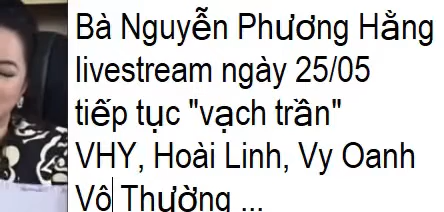 Bà Nguyễn Phương Hằng
livestream ngày 25/05
tiếp tục "vạch trần"
VHY, Hoài Linh, Vy Oanh
Vô Thường ...